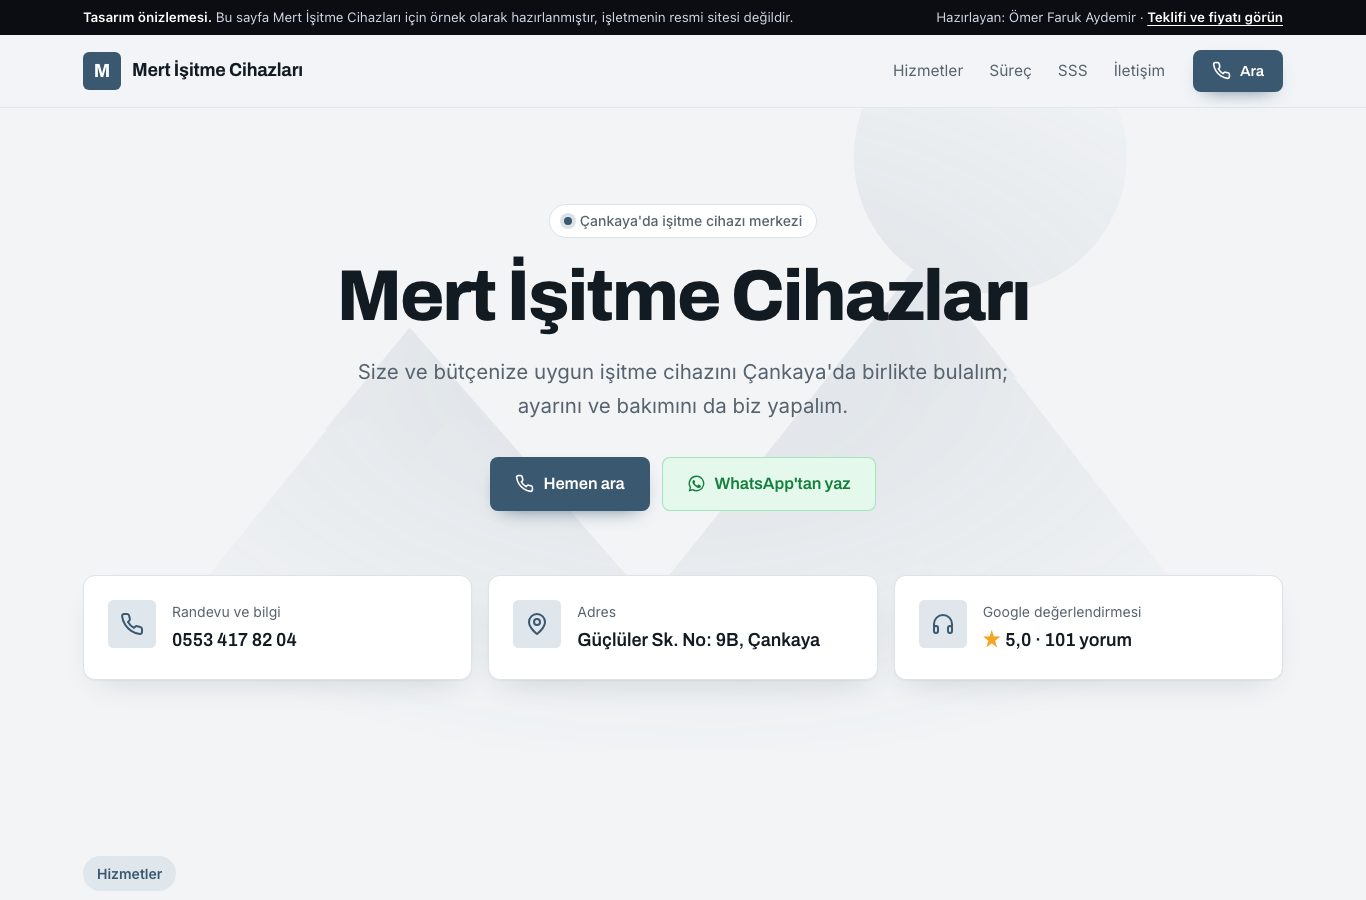 Tasarım önizlemesi. Bu sayfa Mert İşitme Cihazları için örnek olarak hazırlanmıştır, işletmenin resmi sitesi değildir.
Hazırlayan: Ömer Faruk Aydemir · Teklifi ve fiyatı görün
M Mert İşitme Cihazları
Hizmetler Süreç SSS İletişim Ara
Çankaya'da işitme cihazı merkezi
Mert İşitme Cihazları
Size ve bütçenize uygun işitme cihazını Çankaya'da birlikte bulalım;
ayarını ve bakımını da biz yapalım.
Hemen ara
WhatsApp'tan yaz
Randevu ve bilgi
0553 417 82 04
Adres
Güçlüler Sk. No: 9B, Çankaya
Google değerlendirmesi
★ 5,0 · 101 yorum
Hizmetler